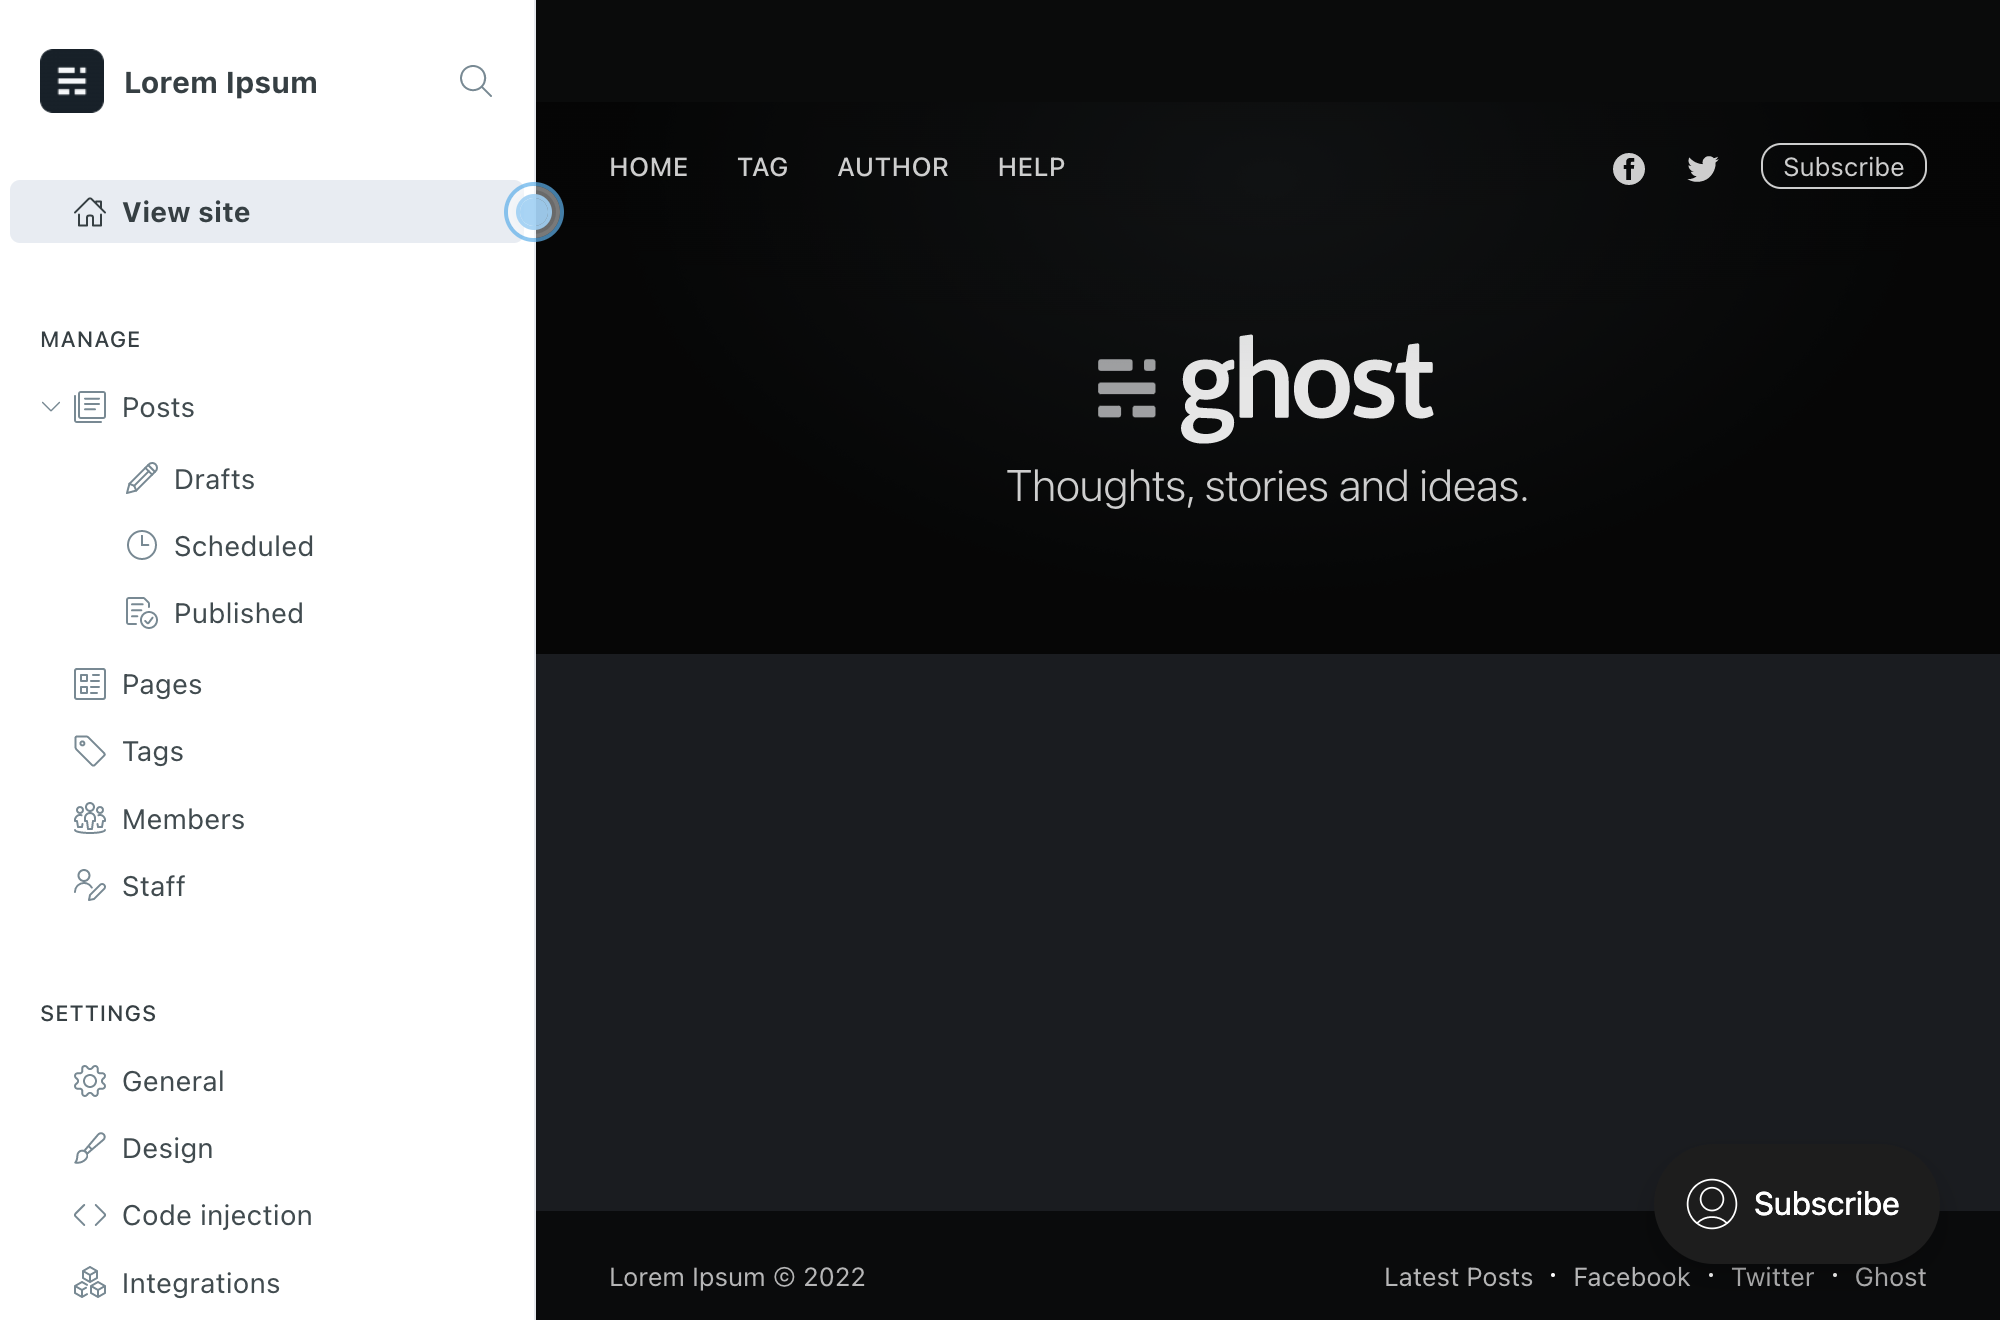 Lorem Ipsum
View site
MANAGE
Posts
Drafts
Scheduled
Published
Pages
Tags
Members
Staff
SETTINGS
General
Design
Code injection
Integrations
HOME TAG AUTHOR HELP Subscribe
ghost
Thoughts, stories and ideas.
Subscribe
Lorem Ipsum © 2022 Latest Posts • Facebook • Twitter • Ghost